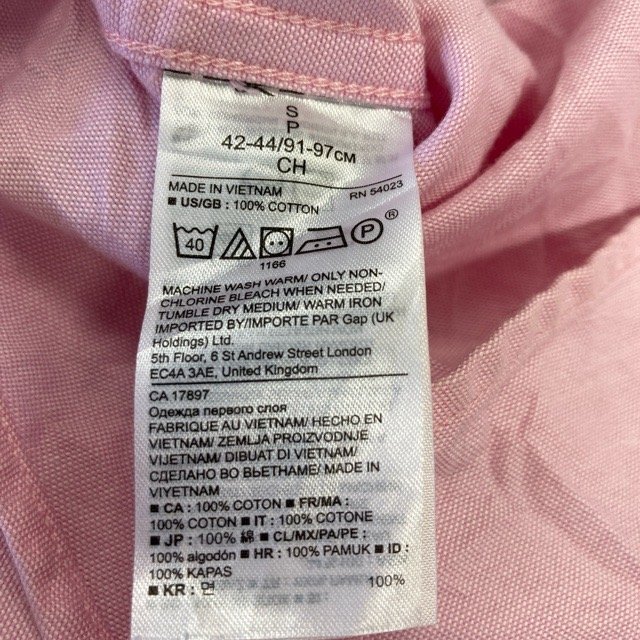 S
P
42-44/91-97см
CH
MADE IN VIETNAM
RN 54023
■ US/GB : 100% COTTON
40
P
®
1166
MACHINE WASH WARM/ ONLY NON-
CHLORINE BLEACH WHEN NEEDED/
TUMBLE DRY MEDIUM/ WARM IRON
IMPORTED BY/IMPORTE PAR Gap (UK
Holdings) Ltd.
5th Floor, 6 St Andrew Street London
EC4A 3AE, United Kingdom
CA 17897
Одежда первого слоя
FABRIQUE AU VIETNAM/ HECHO EN
VIETNAM/ ZEMLJA PROIZVODNJE
VIJETNAM/ DIBUAT DI VIETNAM/
СДЕЛАНО ВО ВЬЕТНАМЕ/ MADE IN
VIYETNAM
■ CA : 100% COTON ■ FR/MA :
100% COTON ■ IT : 100% COTONE
■ JP : 100% 綿 ■ CL/MX/PA/PE :
100% algodón ■ HR : 100% PAMUK ■ ID :
100% KAPAS
■ KR : 면 100%